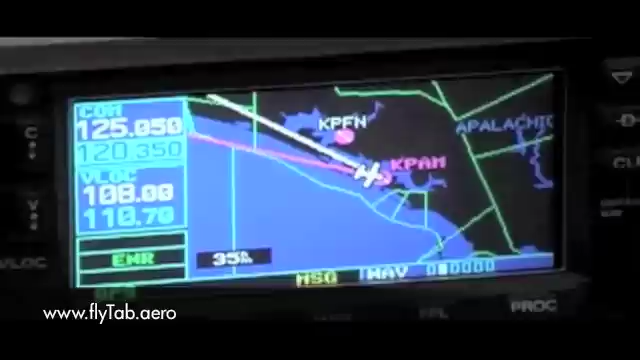 COM
125.050
120.350
VLOC
108.00
110.70
ENR
35
KPFN
KPAM
APALACHIC
MSG
NAV
VLOC
PROC
www.flyTab.aero